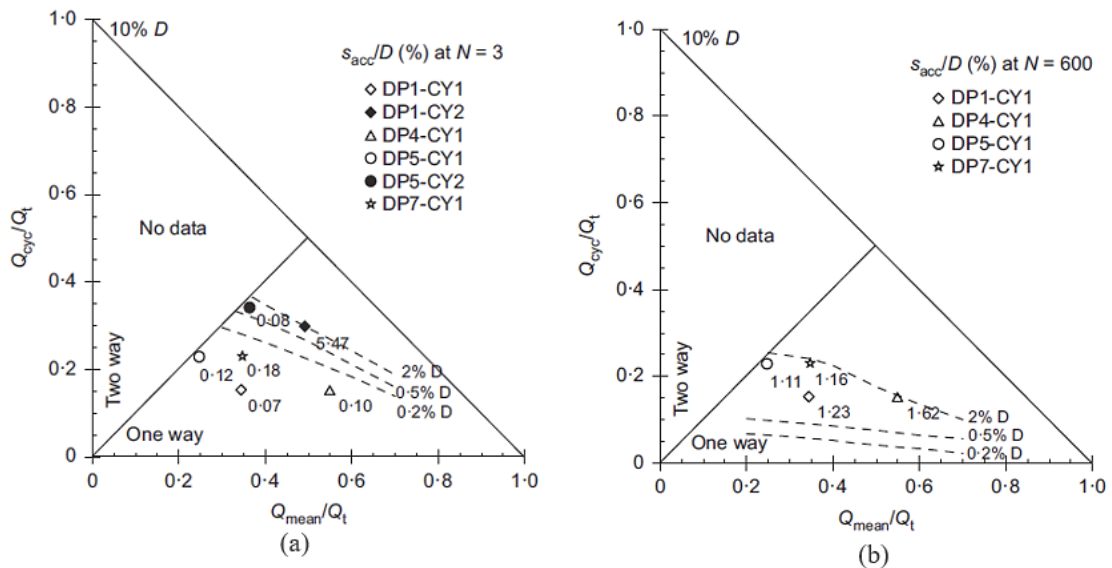 1·0
10% D
s_acc/D (%) at N = 3
DP1-CY1
DP1-CY2
DP4-CY1
DP5-CY1
DP5-CY2
DP7-CY1
0·8
0·6
No data
Q_cyc/Q_t
0·4
0·08
5·47
0·2
0·12
0·18
2% D
0·5% D
0·2% D
0·07
0·10
Two way
One way
0
0
0·2
0·4
0·6
0·8
1·0
Q_mean/Q_t
(a)
1·0
10% D
s_acc/D (%) at N = 600
DP1-CY1
DP4-CY1
DP5-CY1
DP7-CY1
0·8
0·6
No data
Q_cyc/Q_t
0·4
0·2
1·11
1·16
1·23
1·62
2% D
0·5% D
0·2% D
Two way
One way
0
0
0·2
0·4
0·6
0·8
1·0
Q_mean/Q_t
(b)